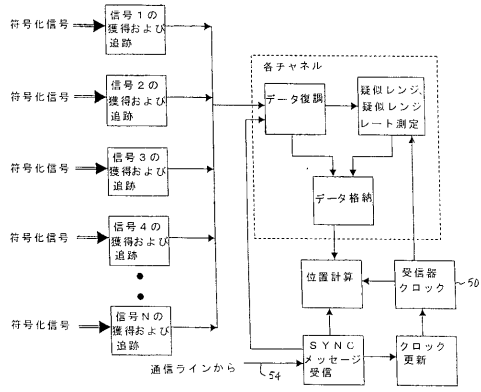 符号化信号
信号1の
獲得および
追跡
符号化信号
信号2の
獲得および
追跡
符号化信号
信号3の
獲得および
追跡
符号化信号
信号4の
獲得および
追跡
符号化信号
信号Nの
獲得および
追跡
各チャネル
データ復調
疑似レンジ、
疑似レンジ
レート測定
データ格納
位置計算
受信器
クロック
50
SYNC
メッセージ
受信
クロック
更新
通信ラインから
54